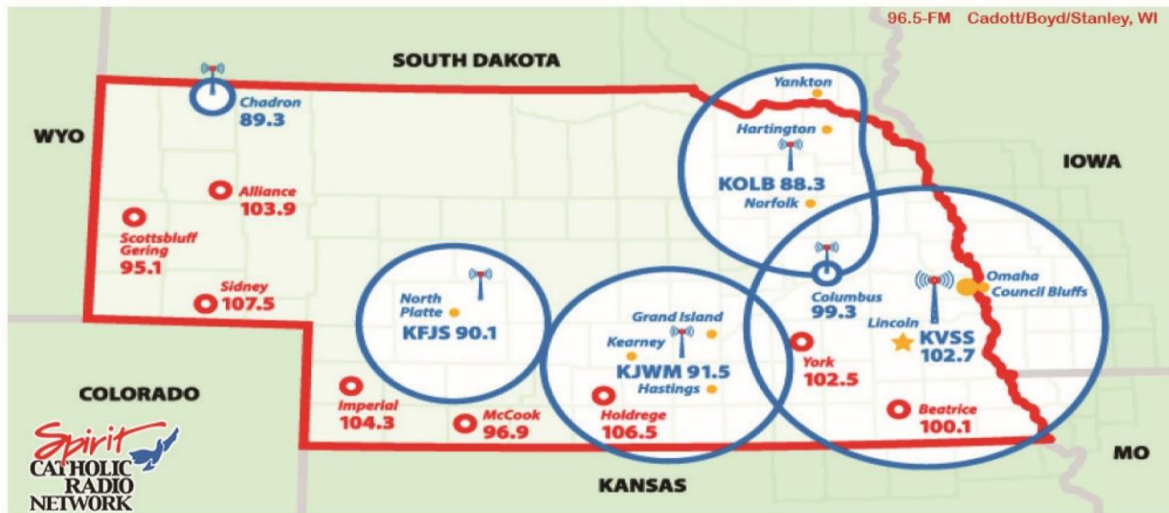 96.5-FM Cadott/Boyd/Stanley, WI
SOUTH DAKOTA
WYO
IOWA
COLORADO
KANSAS
MO
Chadron
89.3
Alliance
103.9
Scottsbluff
Gering
95.1
Sidney
107.5
North
Platte
KFJS 90.1
Imperial
104.3
McCook
96.9
Yankton
Hartington
KOLB 88.3
Norfolk
Columbus
99.3
Omaha
Council Bluffs
Lincoln
KVSS
102.7
Grand Island
Kearney
KJWM 91.5
Hastings
Holdrege
106.5
York
102.5
Beatrice
100.1
Spirit
CATHOLIC
RADIO
NETWORK